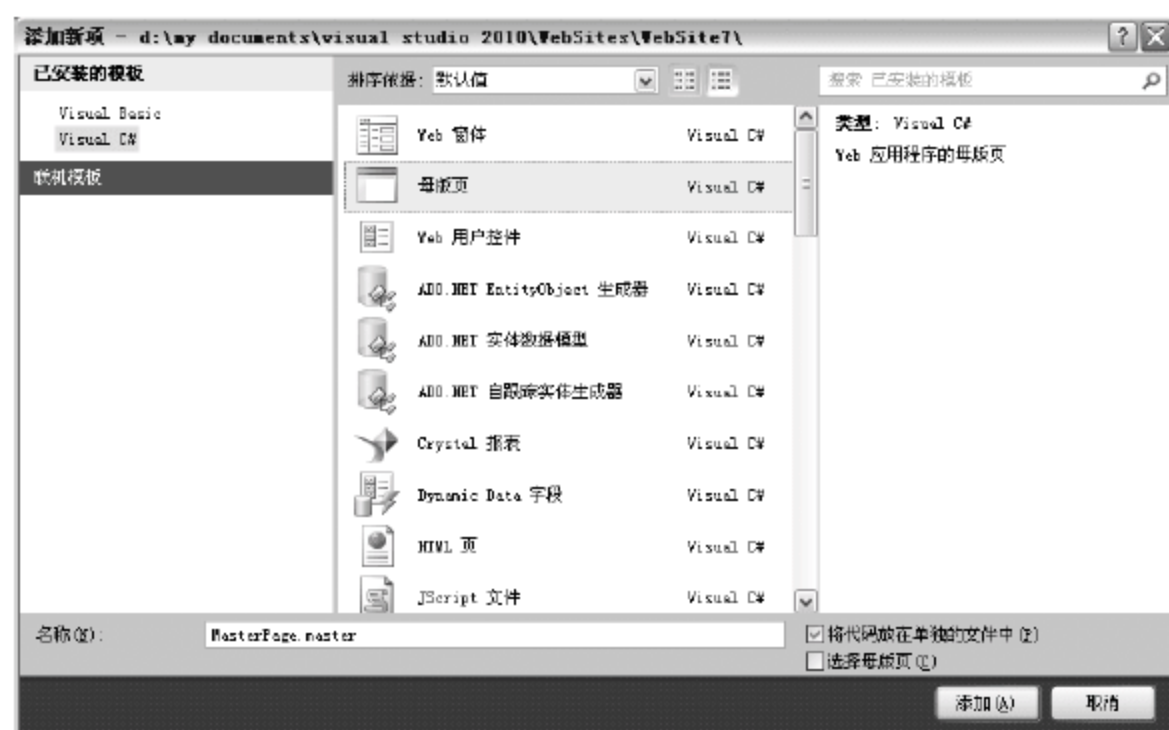 添加新项 - d:\my documents\visual studio 2010\WebSites\WebSite7\
已安装的模板
Visual Basic
Visual C#
联机模板
排序依据: 默认值
搜索 已安装的模板
Web 窗体 Visual C#
母版页 Visual C#
Web 用户控件 Visual C#
ADO.NET EntityObject 生成器 Visual C#
ADO.NET 实体数据模型 Visual C#
ADO.NET 自跟踪实体生成器 Visual C#
Crystal 报表 Visual C#
Dynamic Data 字段 Visual C#
HTML 页 Visual C#
JScript 文件 Visual C#
类型: Visual C#
Web 应用程序的母版页
名称(N): MasterPage.master
将代码放在单独的文件中(P)
选择母版页(E)
添加(A)
取消